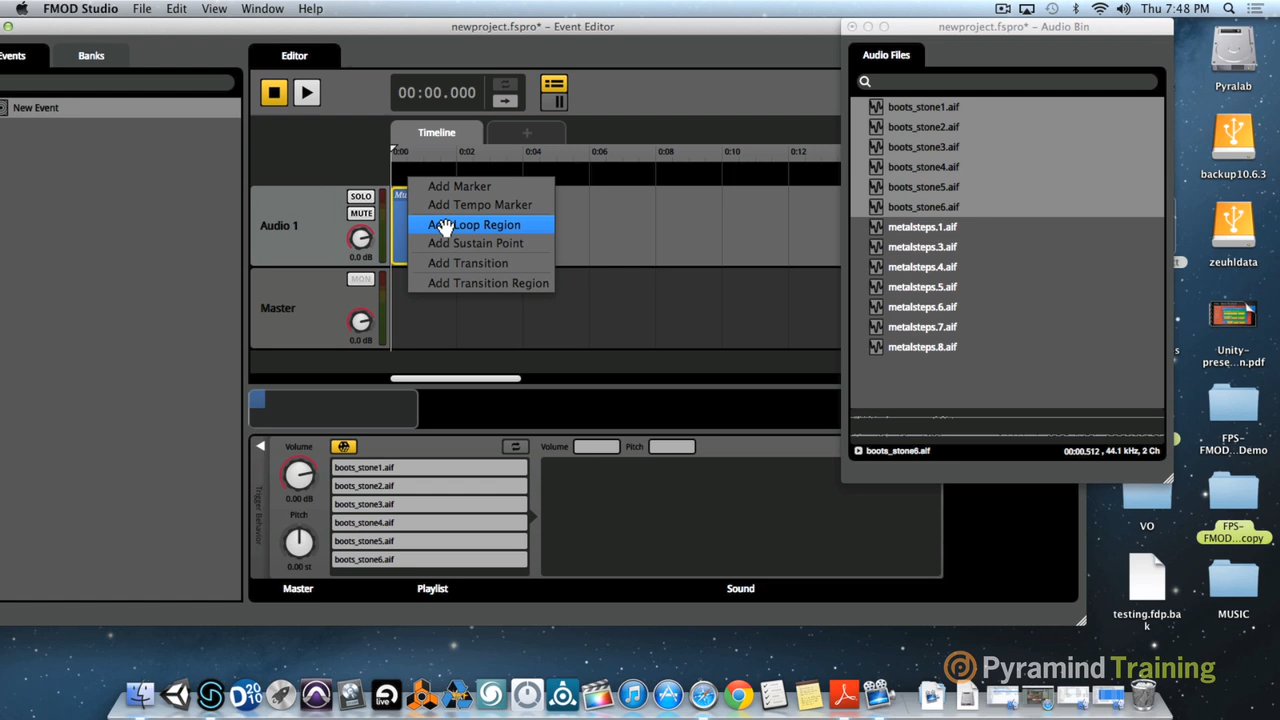 FMOD Studio File Edit View Window Help Thu 7:48 PM
newproject.fspro* - Event Editor
newproject.fspro* - Audio Bin
Events Banks Editor
Audio Files
New Event
00:00.000
Timeline +
0:00 0:02 0:04 0:06 0:08 0:10 0:12
Audio 1
SOLO
MUTE
0.0 dB
Mu
Add Marker
Add Tempo Marker
Add Loop Region
Add Sustain Point
Add Transition
Add Transition Region
Master
MON
0.0 dB
boots_stone1.aif
boots_stone2.aif
boots_stone3.aif
boots_stone4.aif
boots_stone5.aif
boots_stone6.aif
metalsteps.1.aif
metalsteps.3.aif
metalsteps.4.aif
metalsteps.5.aif
metalsteps.6.aif
metalsteps.7.aif
metalsteps.8.aif
boots_stone6.aif 00:00.512 , 44.1 kHz, 2 Ch
Trigger Behavior
Volume
0.00 dB
Pitch
0.00 st
Master
boots_stone1.aif
boots_stone2.aif
boots_stone3.aif
boots_stone4.aif
boots_stone5.aif
boots_stone6.aif
Playlist
Volume Pitch
Sound
Pyralab
backup10.6.3
zeuhldata
Unity-
prese...n.pdf
FPS-
FMOD...Demo
VO
FPS-
FMOD...copy
testing.fdp.ba
k
MUSIC
Pyramind Training
D2O
10
live